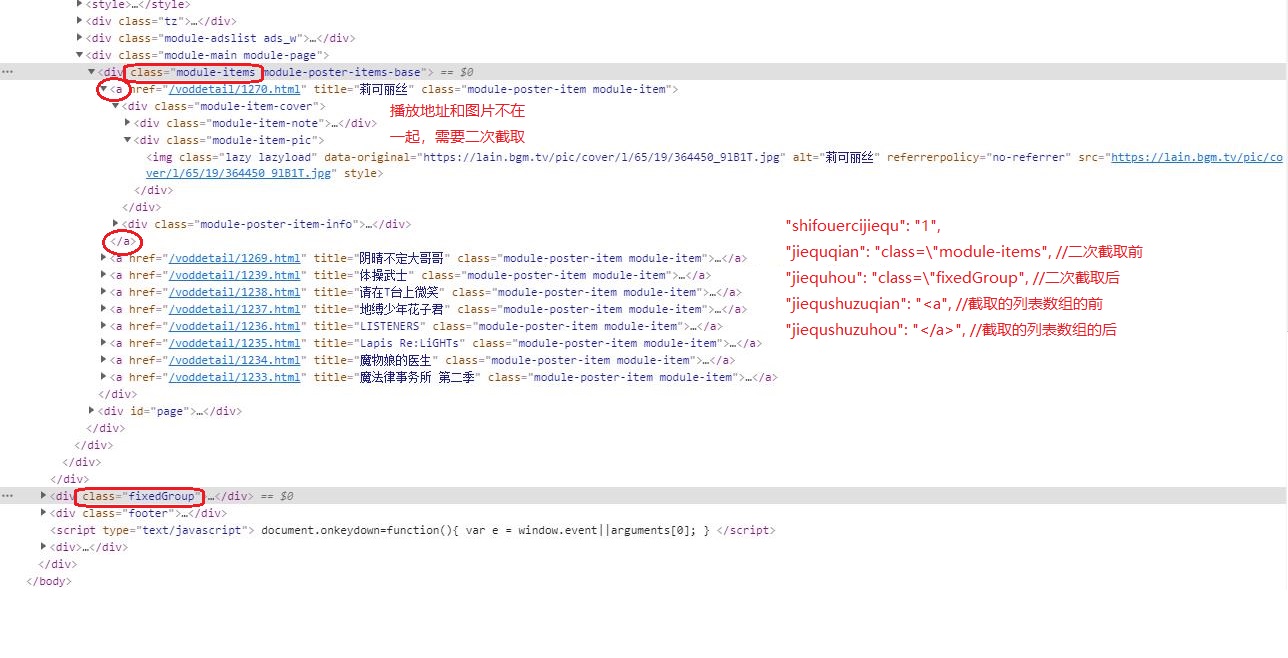 <style>…</style>
<div class="tz">…</div>
<div class="module-adslist ads_w">…</div>
<div class="module-main module-page">
<div class="module-items module-poster-items-base"> == $0
<a href="/voddetail/1270.html" title="莉可丽丝" class="module-poster-item module-item">
<div class="module-item-cover">
播放地址和图片不在
<div class="module-item-note">…</div>
一起，需要二次截取
<div class="module-item-pic">
<img class="lazy lazyload" data-original="https://lain.bgm.tv/pic/cover/l/65/19/364450_9lB1T.jpg" alt="莉可丽丝" referrerpolicy="no-referrer" src="https://lain.bgm.tv/pic/co
ver/l/65/19/364450_9lB1T.jpg" style>
</div>
</div>
<div class="module-poster-item-info">…</div>
</a>
<a href="/voddetail/1269.html" title="阴晴不定大哥哥" class="module-poster-item module-item">…</a>
<a href="/voddetail/1239.html" title="体操武士" class="module-poster-item module-item">…</a>
<a href="/voddetail/1238.html" title="请在T台上微笑" class="module-poster-item module-item">…</a>
<a href="/voddetail/1237.html" title="地缚少年花子君" class="module-poster-item module-item">…</a>
<a href="/voddetail/1236.html" title="LISTENERS" class="module-poster-item module-item">…</a>
<a href="/voddetail/1235.html" title="Lapis Re:LiGHTs" class="module-poster-item module-item">…</a>
<a href="/voddetail/1234.html" title="魔物娘的医生" class="module-poster-item module-item">…</a>
<a href="/voddetail/1233.html" title="魔法律事务所 第二季" class="module-poster-item module-item">…</a>
"shifouercijiequ": "1",
"jiequqian": "class=\"module-items", //二次截取前
"jiequhou": "class=\"fixedGroup", //二次截取后
"jiequshuzuqian": "<a", //截取的列表数组的前
"jiequshuzuhou": "</a>", //截取的列表数组的后
</div>
<div id="page">…</div>
</div>
</div>
</div>
</div>
<div class="fixedGroup">…</div> == $0
<div class="footer">…</div>
<script type="text/javascript"> document.onkeydown=function(){ var e = window.event||arguments[0]; } </script>
<div>…</div>
</div>
</body>